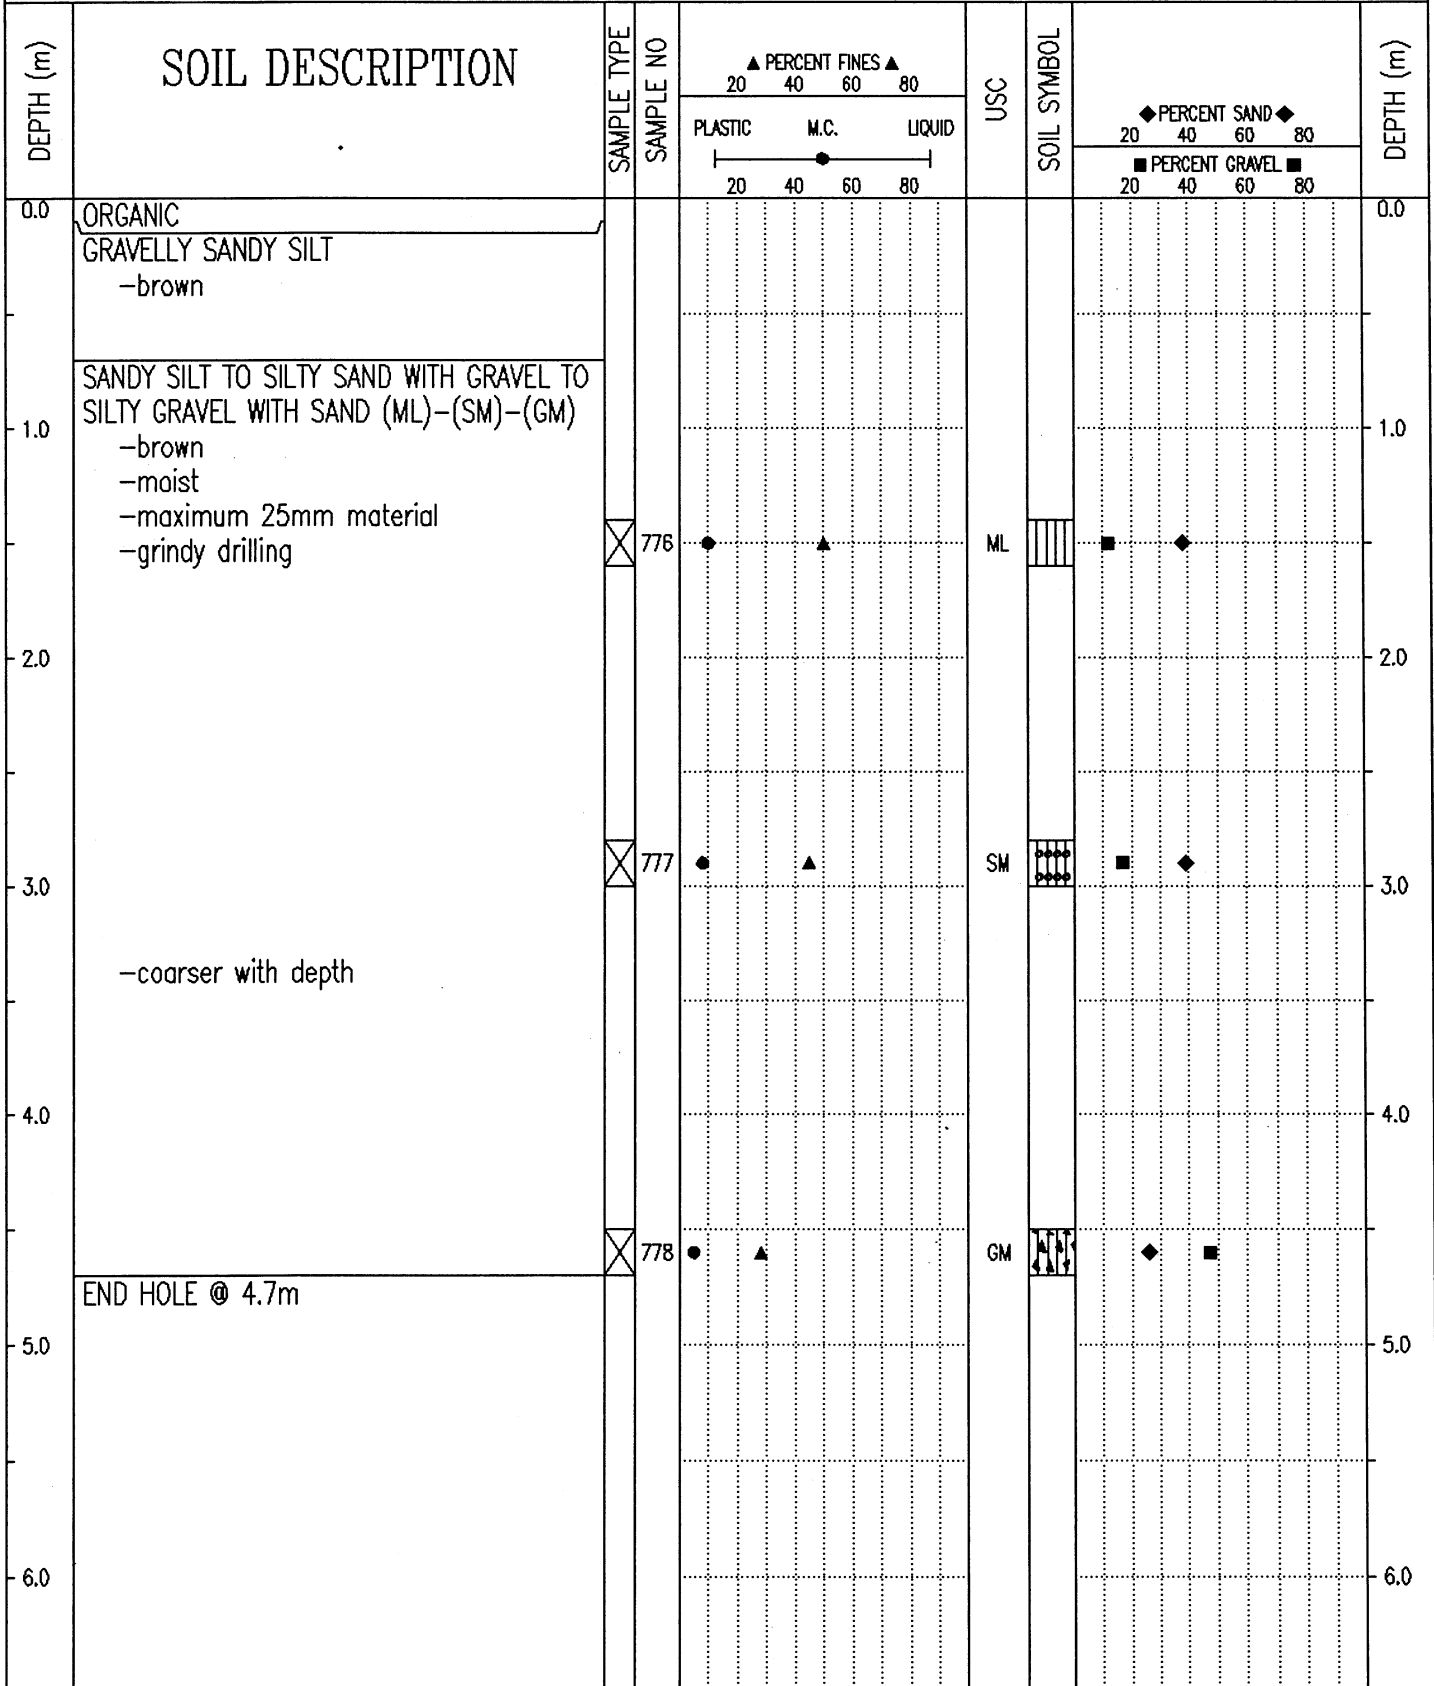 DEPTH (m)
SOIL DESCRIPTION
SAMPLE TYPE
SAMPLE NO
▲ PERCENT FINES ▲
20 40 60 80
PLASTIC M.C. LIQUID
20 40 60 80
USC
SOIL SYMBOL
◆PERCENT SAND◆
20 40 60 80
■ PERCENT GRAVEL ■
20 40 60 80
DEPTH (m)
0.0 ORGANIC 0.0
GRAVELLY SANDY SILT
-brown
SANDY SILT TO SILTY SAND WITH GRAVEL TO
SILTY GRAVEL WITH SAND (ML)-(SM)-(GM)
1.0 1.0
-brown
-moist
-maximum 25mm material
-grindy drilling 776 ML
2.0 2.0
777 SM
3.0 3.0
-coarser with depth
4.0 4.0
778 GM
END HOLE @ 4.7m
5.0 5.0
6.0 6.0